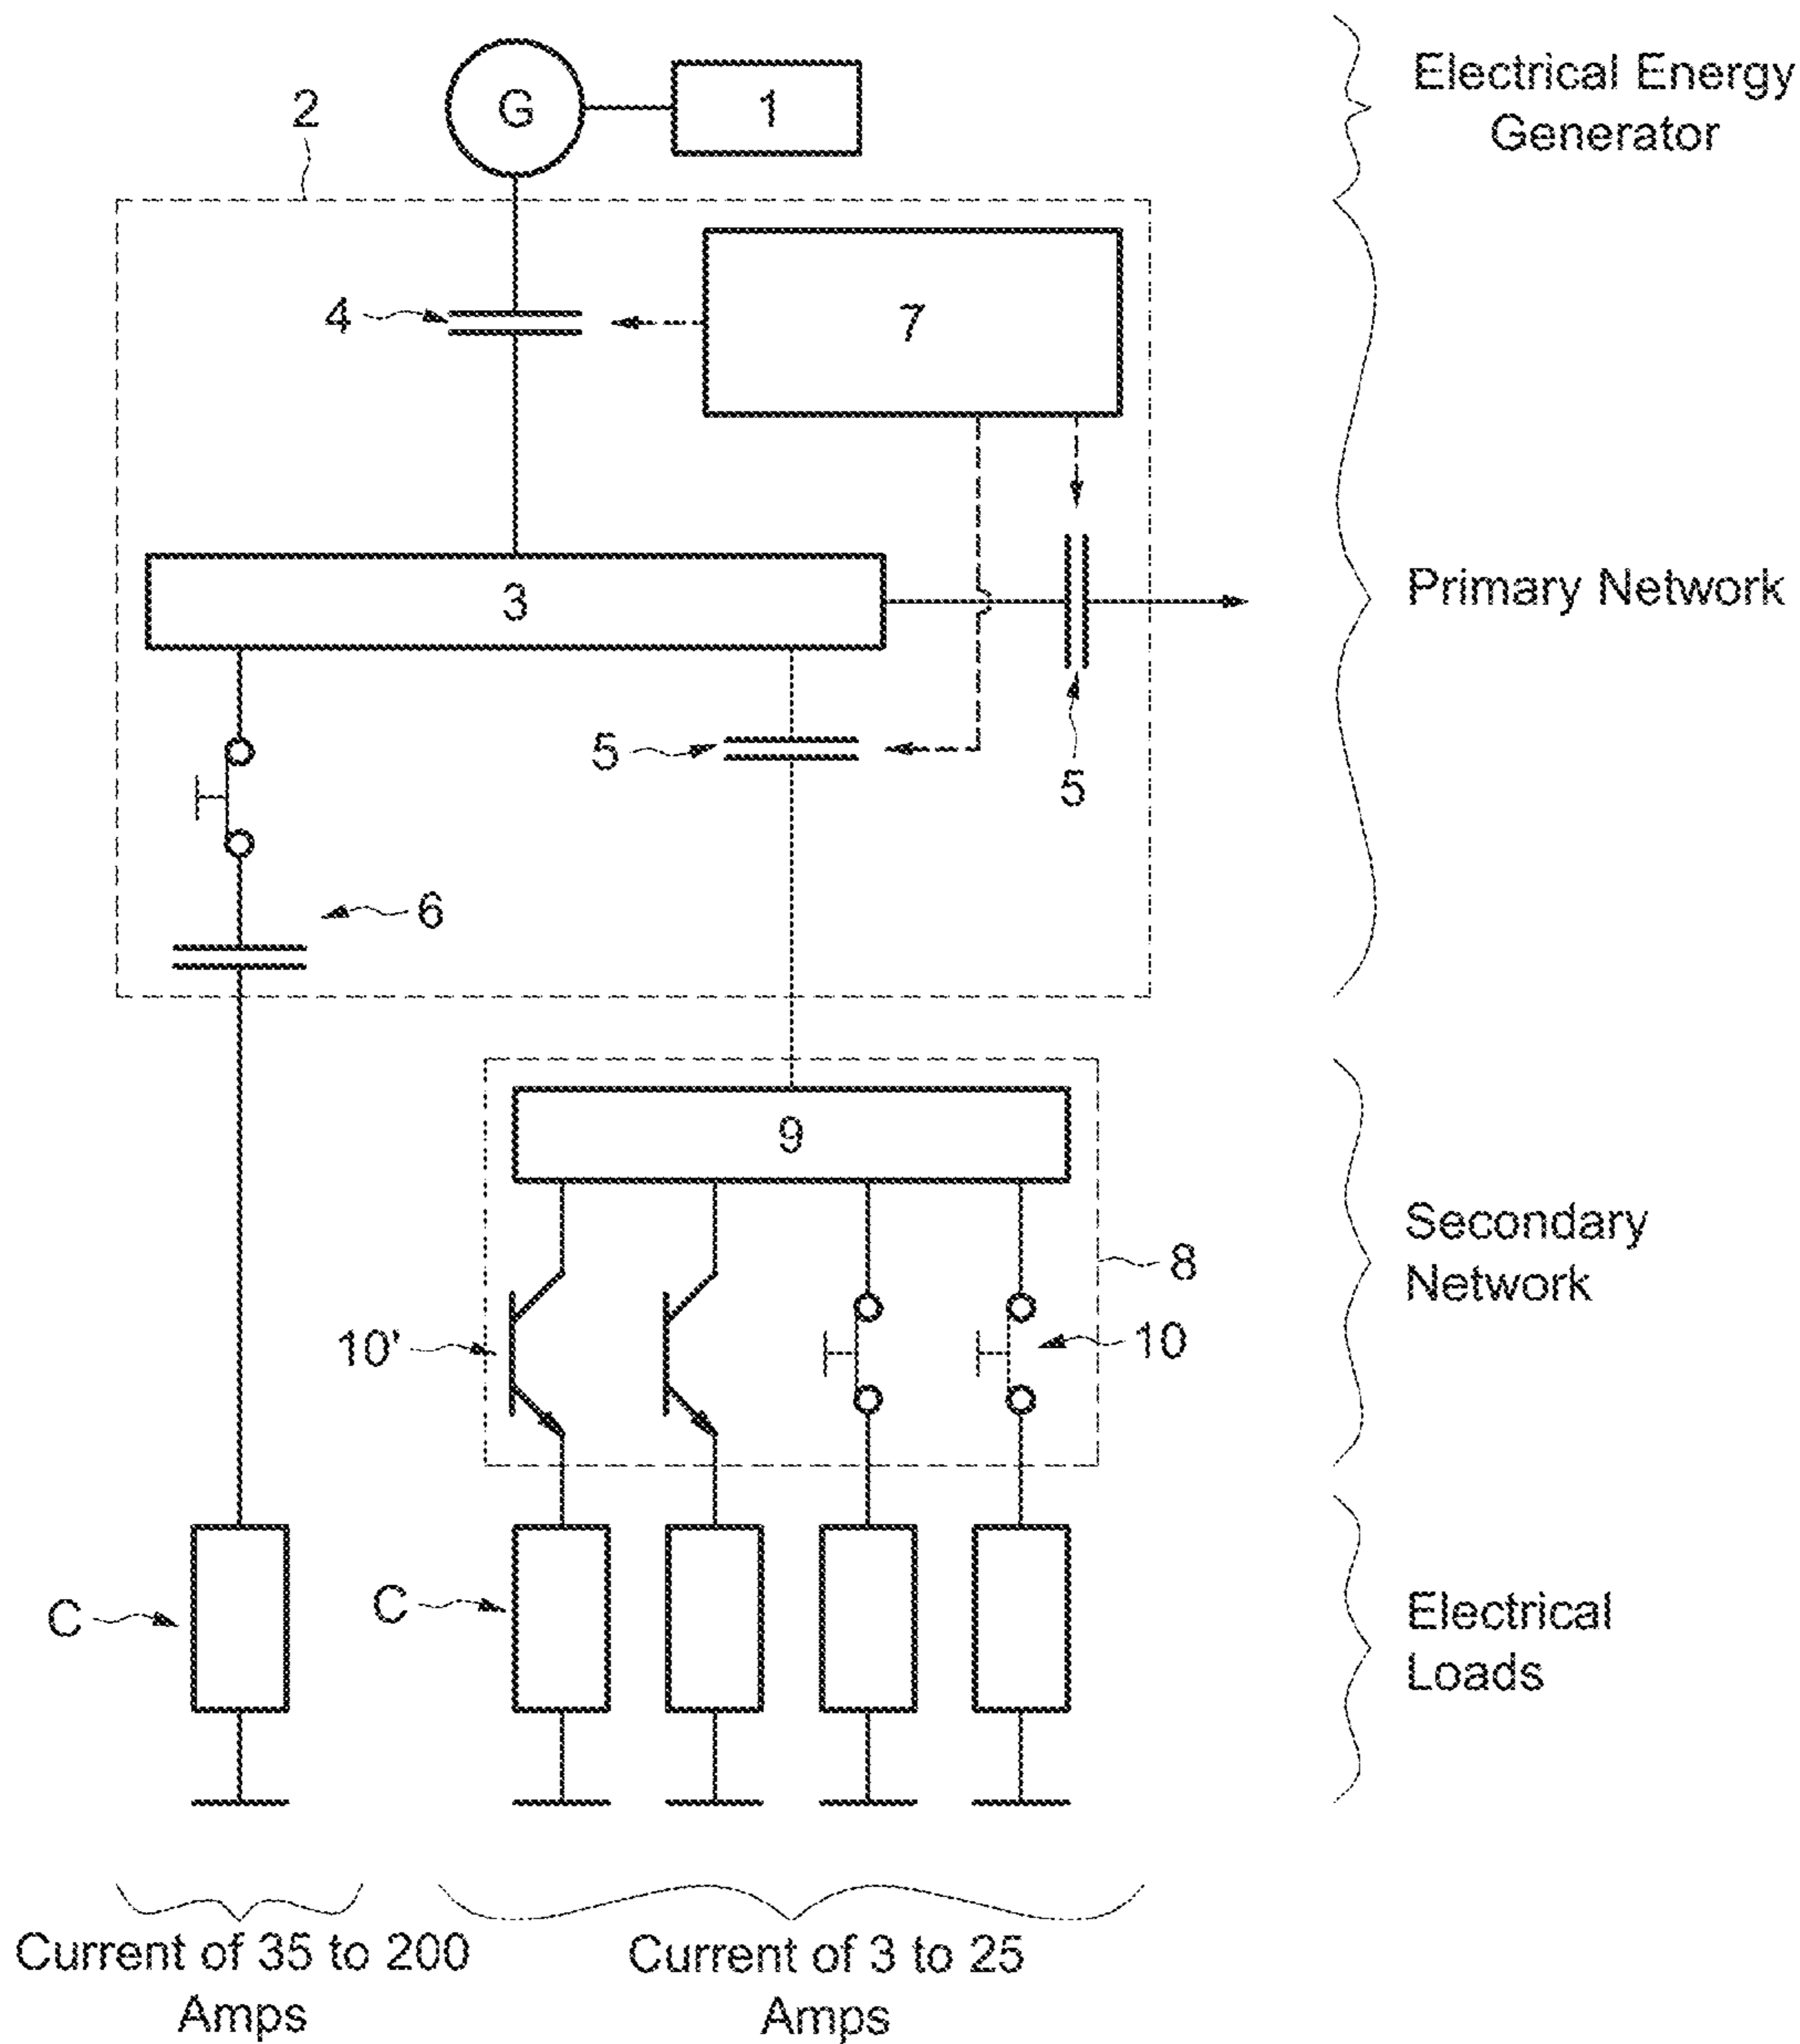 Electrical Energy
Generator
G
1
2
4
7
3
Primary Network
5
5
6
9
Secondary
Network
8
10'
10
C
C
Electrical
Loads
Current of 35 to 200
Amps
Current of 3 to 25
Amps